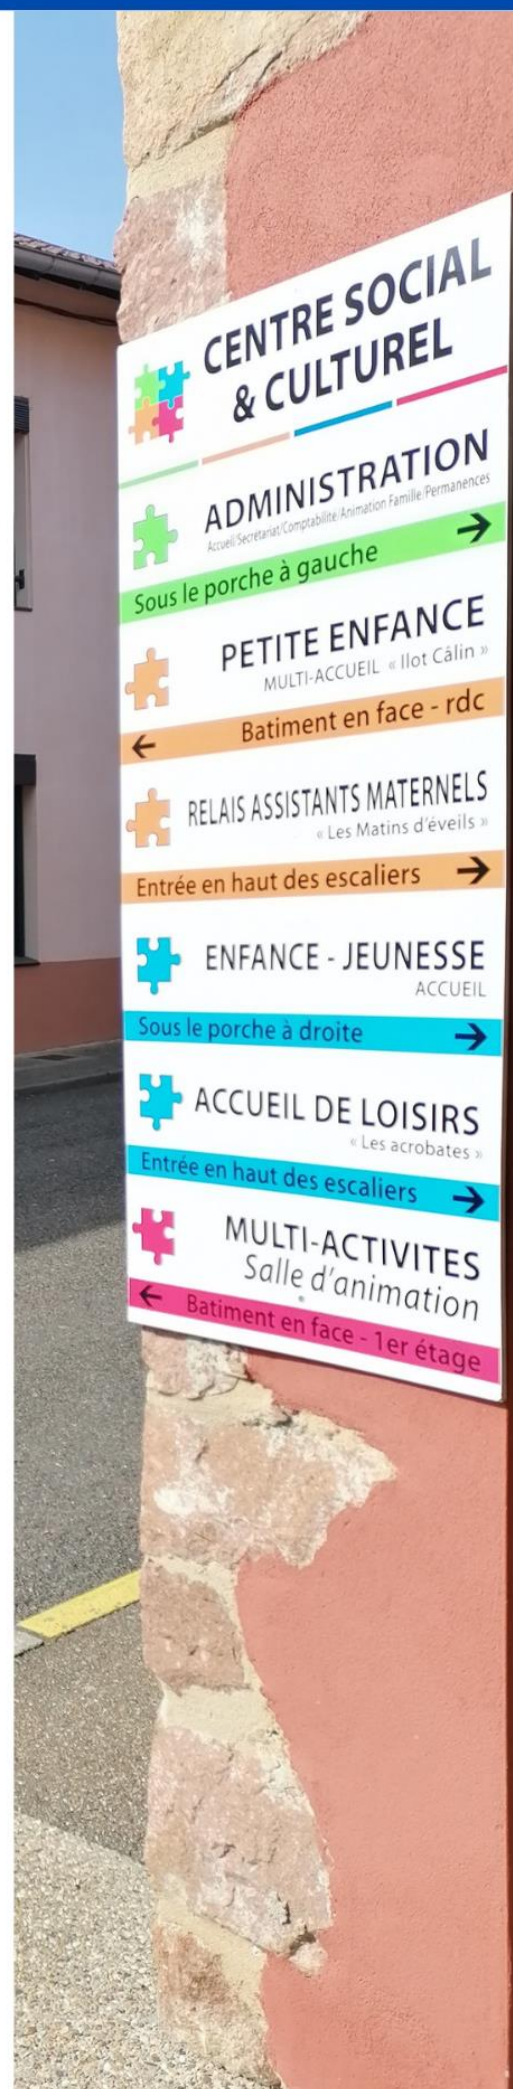 CENTRE SOCIAL
& CULTUREL
ADMINISTRATION
Accueil/Secretariat/Comptabilite/Animation Famille/Permanences
Sous le porche à gauche →
PETITE ENFANCE
MULTI-ACCUEIL « Ilot Câlin »
← Batiment en face - rdc
RELAIS ASSISTANTS MATERNELS
« Les Matins d'éveils »
Entrée en haut des escaliers →
ENFANCE - JEUNESSE
ACCUEIL
Sous le porche à droite →
ACCUEIL DE LOISIRS
« Les acrobates »
Entrée en haut des escaliers →
MULTI-ACTIVITES
Salle d'animation
← Batiment en face - 1er étage